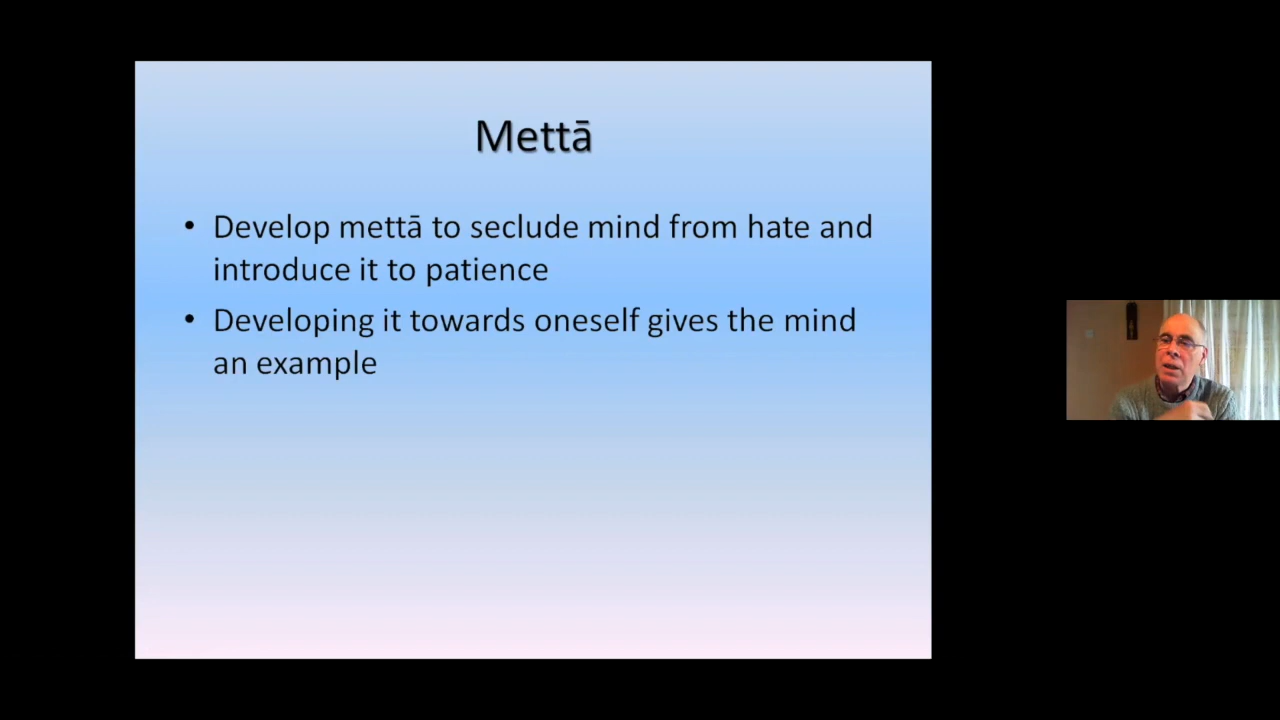 Mettā
• Develop mettā to seclude mind from hate and
introduce it to patience
• Developing it towards oneself gives the mind
an example